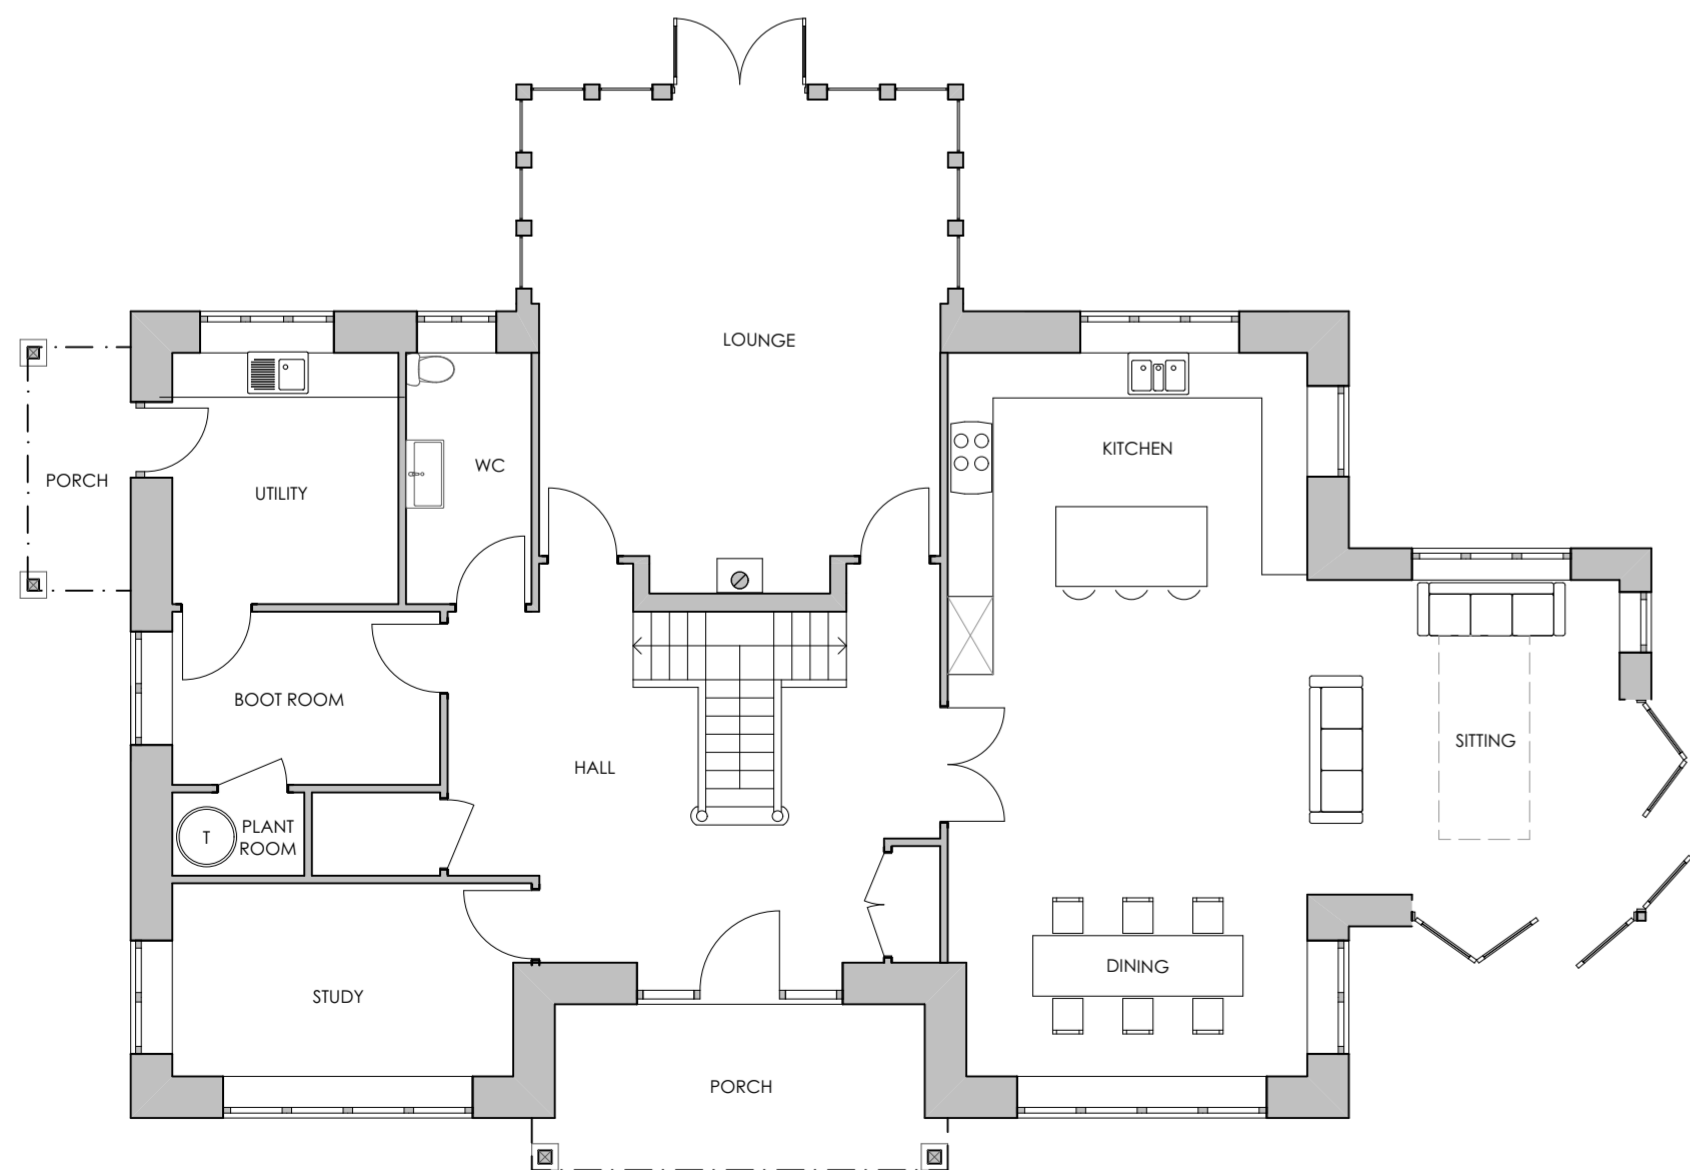 LOUNGE
KITCHEN
WC
PORCH
UTILITY
BOOT ROOM
SITTING
HALL
PLANT
ROOM
T
DINING
STUDY
PORCH